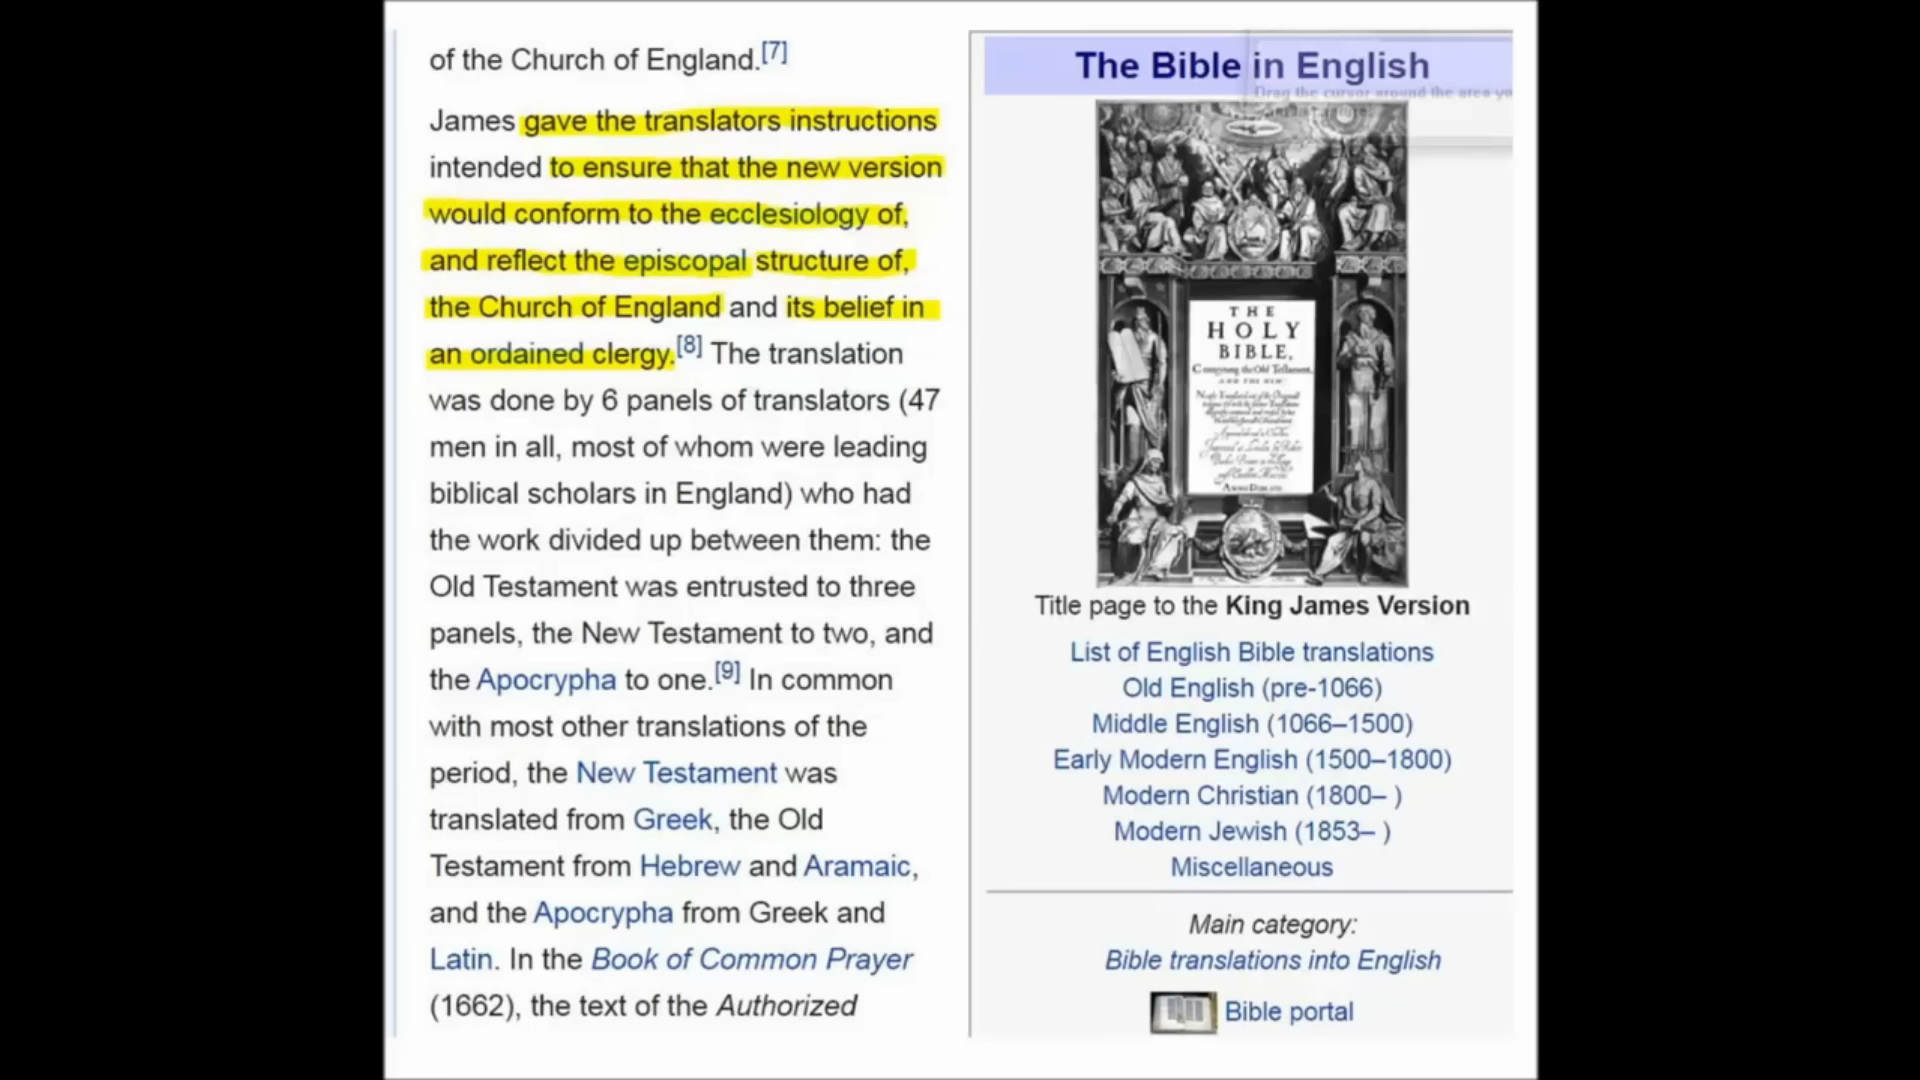 of the Church of England.[7]
James gave the translators instructions
intended to ensure that the new version
would conform to the ecclesiology of,
and reflect the episcopal structure of,
the Church of England and its belief in
an ordained clergy.[8] The translation
was done by 6 panels of translators (47
men in all, most of whom were leading
biblical scholars in England) who had
the work divided up between them: the
Old Testament was entrusted to three
panels, the New Testament to two, and
the Apocrypha to one.[9] In common
with most other translations of the
period, the New Testament was
translated from Greek, the Old
Testament from Hebrew and Aramaic,
and the Apocrypha from Greek and
Latin. In the Book of Common Prayer
(1662), the text of the Authorized
The Bible in English
Drag the cursor around the area yo
THE
HOLY
BIBLE,
Title page to the King James Version
List of English Bible translations
Old English (pre-1066)
Middle English (1066–1500)
Early Modern English (1500–1800)
Modern Christian (1800– )
Modern Jewish (1853– )
Miscellaneous
Main category:
Bible translations into English
Bible portal